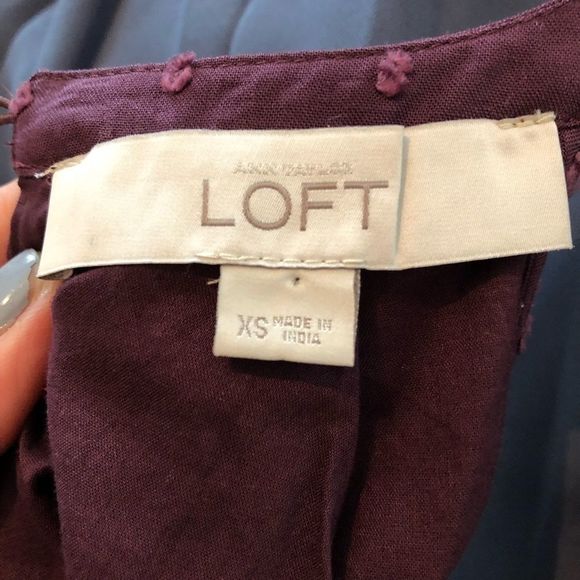 ANN TAYLOR
LOFT
XS MADE IN
INDIA